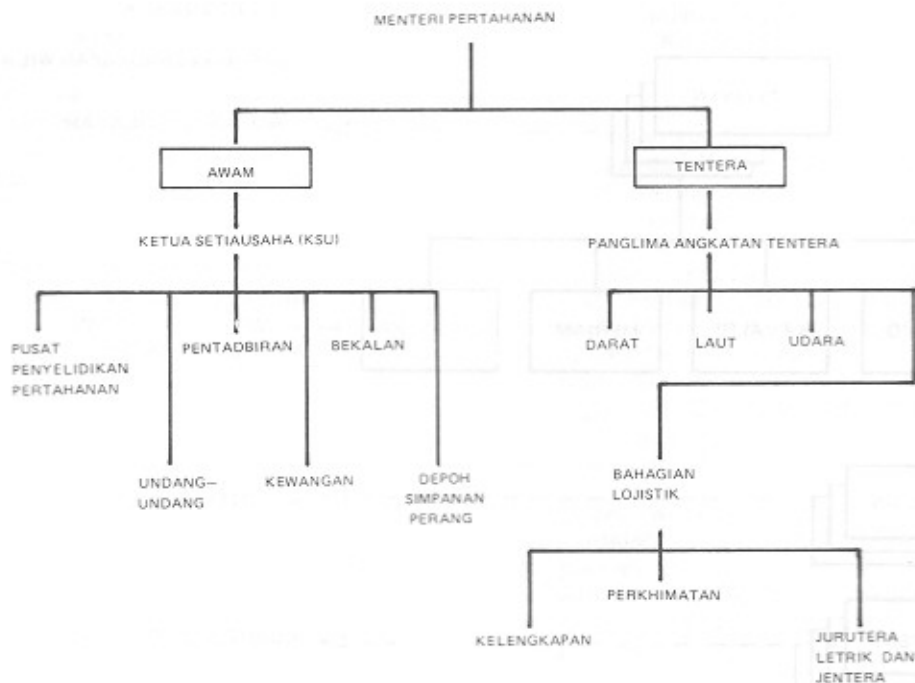 MENTERI PERTAHANAN
AWAM
TENTERA
KETUA SETIAUSAHA (KSU)
PANGLIMA ANGKATAN TENTERA
PUSAT
PENYELIDIKAN
PERTAHANAN
PENTADBIRAN
BEKALAN
DARAT
LAUT
UDARA
UNDANG—
UNDANG
KEWANGAN
DEPOH
SIMPANAN
PERANG
BAHAGIAN
LOJISTIK
PERKHIMATAN
KELENGKAPAN
JURUTERA
LETRIK DAN
JENTERA